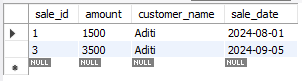 sale_id amount customer_name sale_date
1 1500 Aditi 2024-08-01
3 3500 Aditi 2024-09-05
NULL NULL NULL NULL